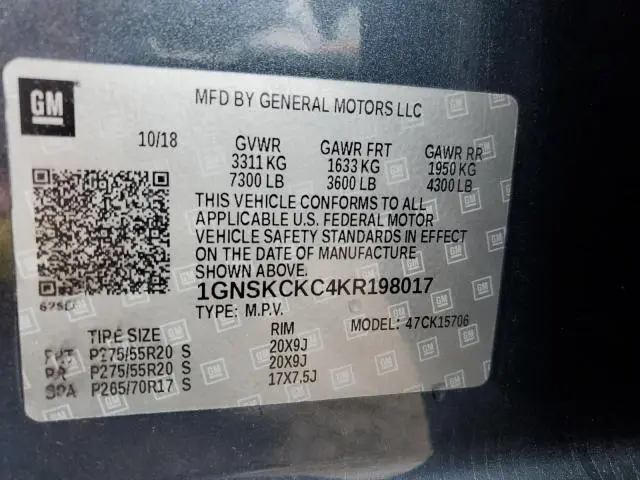 GM
MFD BY GENERAL MOTORS LLC
10/18 GVWR GAWR FRT GAWR RR
3311 KG 1633 KG 1950 KG
7300 LB 3600 LB 4300 LB
THIS VEHICLE CONFORMS TO ALL
APPLICABLE U.S. FEDERAL MOTOR
VEHICLE SAFETY STANDARDS IN EFFECT
ON THE DATE OF MANUFACTURE
SHOWN ABOVE.
1GNSKCKC4KR198017
TYPE: M.P.V. MODEL: 47CK15706
TIRE SIZE RIM
FRT P275/55R20 S 20X9J
RR P275/55R20 S 20X9J
SPA P265/70R17 S 17X7.5J